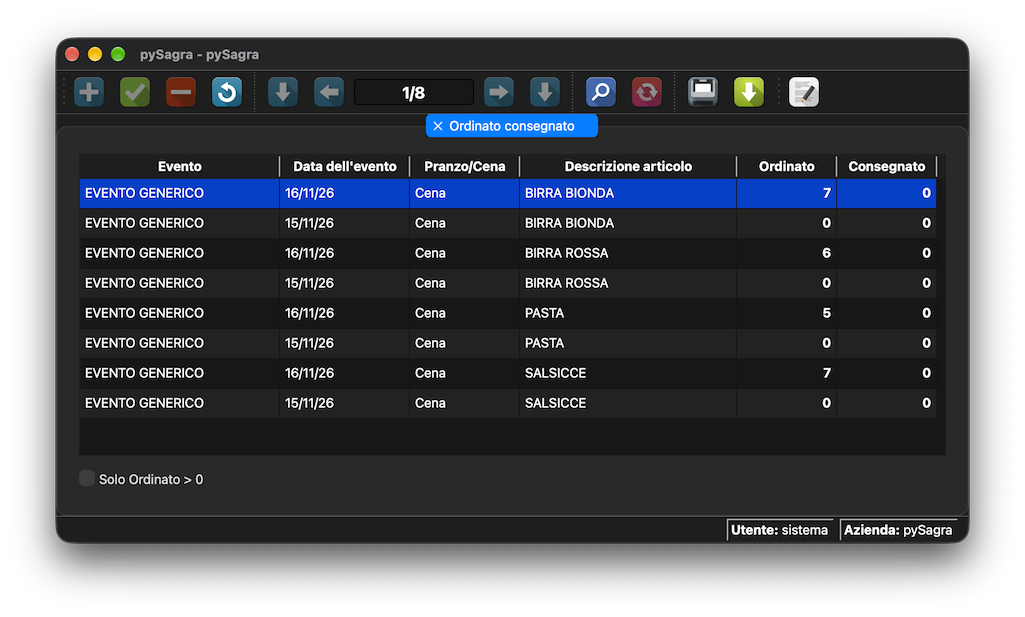 pySagra - pySagra
1/8
Ordinato consegnato
Evento Data dell'evento Pranzo/Cena Descrizione articolo Ordinato Consegnato
EVENTO GENERICO 16/11/26 Cena BIRRA BIONDA 7 0
EVENTO GENERICO 15/11/26 Cena BIRRA BIONDA 0 0
EVENTO GENERICO 16/11/26 Cena BIRRA ROSSA 6 0
EVENTO GENERICO 15/11/26 Cena BIRRA ROSSA 0 0
EVENTO GENERICO 16/11/26 Cena PASTA 5 0
EVENTO GENERICO 15/11/26 Cena PASTA 0 0
EVENTO GENERICO 16/11/26 Cena SALSICCE 7 0
EVENTO GENERICO 15/11/26 Cena SALSICCE 0 0
Solo Ordinato > 0
Utente: sistema Azienda: pySagra